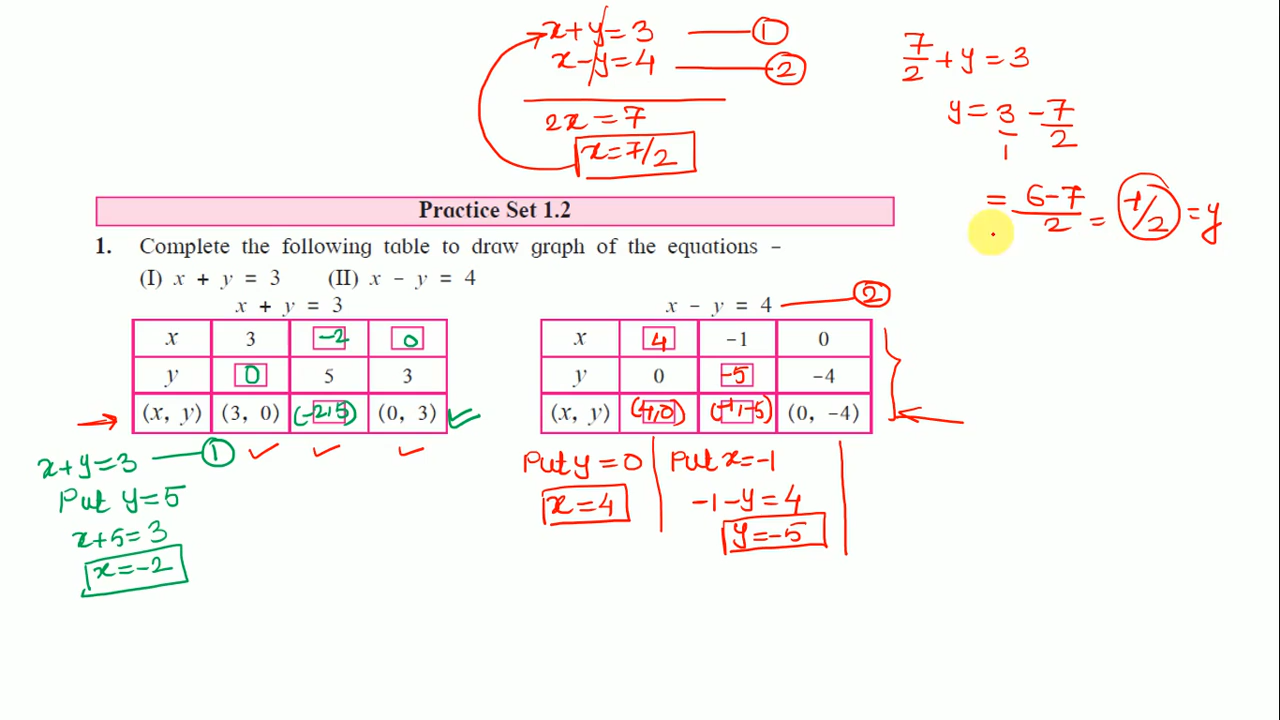 x+y=3 ① 
x-y=4 ②
2x=7
x=7/2
7/2+y=3
y=3/1-7/2
=6-7/2=-1/2=y
Practice Set 1.2
1. Complete the following table to draw graph of the equations –
(I) x + y = 3 (II) x – y = 4
x + y = 3
x 3 -2 0
y 0 5 3
(x, y) (3, 0) (-2,5) (0, 3)
x+y=3 ①
Put y=5
x+5=3
x=-2
x – y = 4 ②
x 4 –1 0
y 0 -5 –4
(x, y) (4,0) (-1,-5) (0, –4)
Put y=0
x=4
Put x=-1
-1-y=4
y=-5